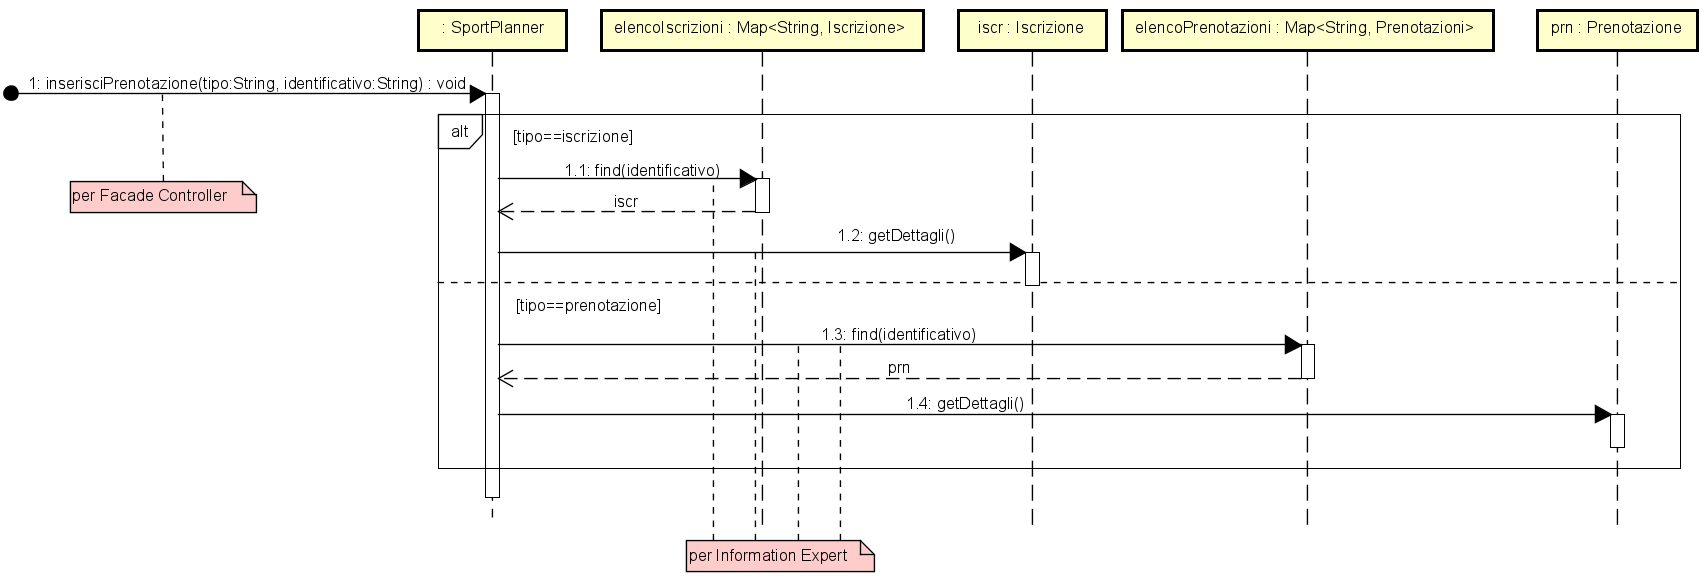 : SportPlanner
elencoIscrizioni : Map<String, Iscrizione>
iscr : Iscrizione
elencoPrenotazioni : Map<String, Prenotazioni>
prn : Prenotazione
1: inserisciPrenotazione(tipo:String, identificativo:String) : void
alt
[tipo==iscrizione]
1.1: find(identificativo)
per Facade Controller
iscr
1.2: getDettagli()
[tipo==prenotazione]
1.3: find(identificativo)
prn
1.4: getDettagli()
per Information Expert